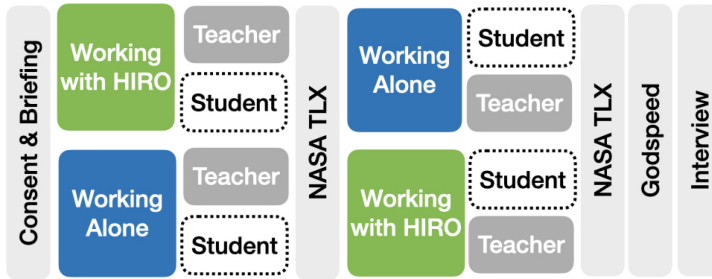 Consent & Briefing
Working
with HIRO
Teacher
Student
Working
Alone
Teacher
Student
NASA TLX
Working
Alone
Student
Teacher
Working
with HIRO
Student
Teacher
NASA TLX
Godspeed
Interview